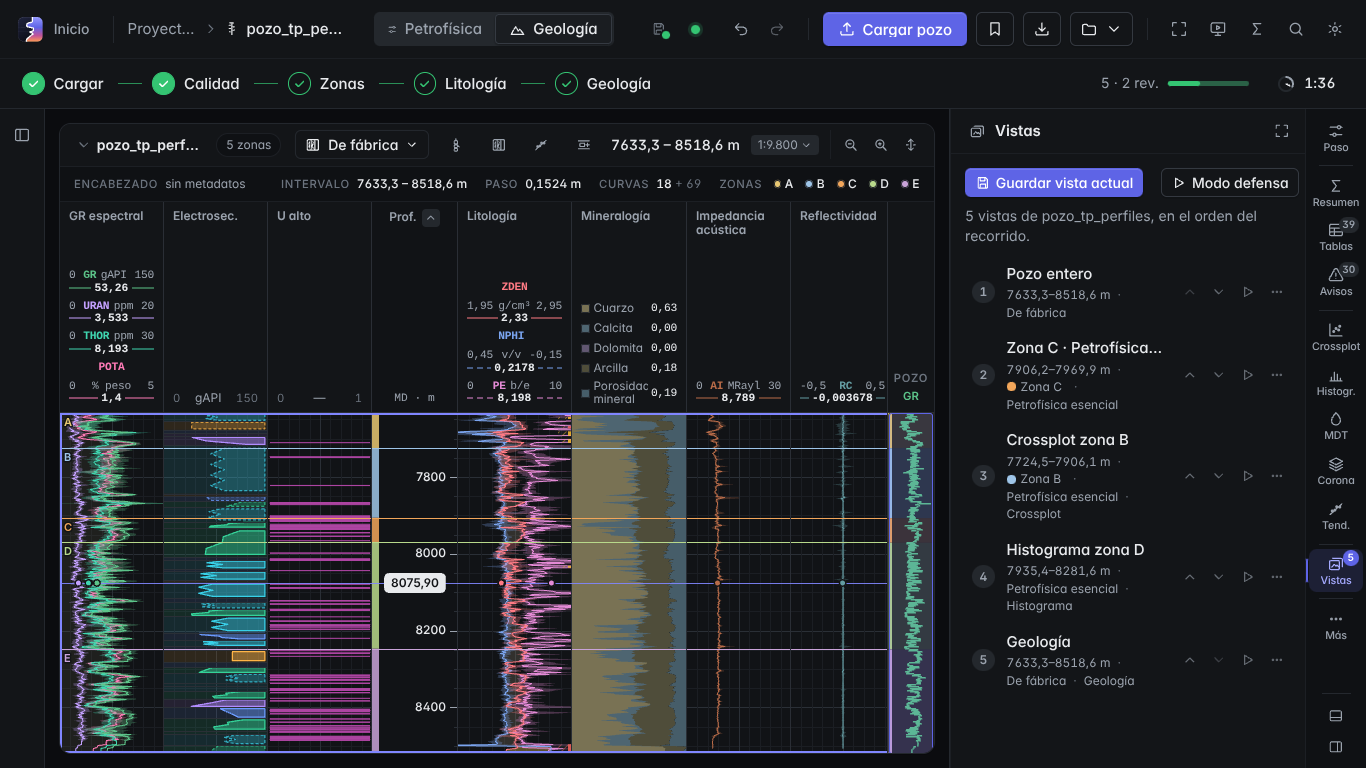 Inicio
Proyect...
pozo_tp_pe...
Petrofísica
Geología
Cargar pozo
Cargar
Calidad
Zonas
Litología
Geología
5 · 2 rev.
1:36
pozo_tp_perf...
5 zonas
De fábrica
7633,3 – 8518,6 m
1:9.800
ENCABEZADO sin metadatos
INTERVALO 7633,3 – 8518,6 m
PASO 0,1524 m
CURVAS 18 + 69
ZONAS A B C D E
GR espectral
Electrosec.
U alto
Prof.
Litología
Mineralogía
Impedancia
acústica
Reflectividad
0 GR gAPI 150
53,26
0 URAN ppm 20
3,533
0 THOR ppm 30
8,193
POTA
0 % peso 5
1,4
0 gAPI 150
0 — 1
MD · m
ZDEN
1,95 g/cm³ 2,95
2,33
NPHI
0,45 v/v -0,15
0,2178
0 PE b/e 10
8,198
Cuarzo 0,63
Calcita 0,00
Dolomita 0,00
Arcilla 0,18
Porosidad
mineral 0,19
0 AI MRayl 30
8,789
-0,5 RC 0,5
-0,003678
POZO
GR
A
B
C
D
E
7800
8000
8075,90
8200
8400
Vistas
Guardar vista actual
Modo defensa
5 vistas de pozo_tp_perfiles, en el orden del
recorrido.
1
Pozo entero
7633,3–8518,6 m ·
De fábrica
2
Zona C · Petrofísica...
7906,2–7969,9 m ·
Zona C ·
Petrofísica esencial
3
Crossplot zona B
7724,5–7906,1 m ·
Zona B ·
Petrofísica esencial ·
Crossplot
4
Histograma zona D
7935,4–8281,6 m ·
Petrofísica esencial ·
Histograma
5
Geología
7633,3–8518,6 m ·
De fábrica · Geología
Paso
Resumen
39
Tablas
30
Avisos
Crossplot
Histogr.
MDT
Corona
Tend.
5
Vistas
Más